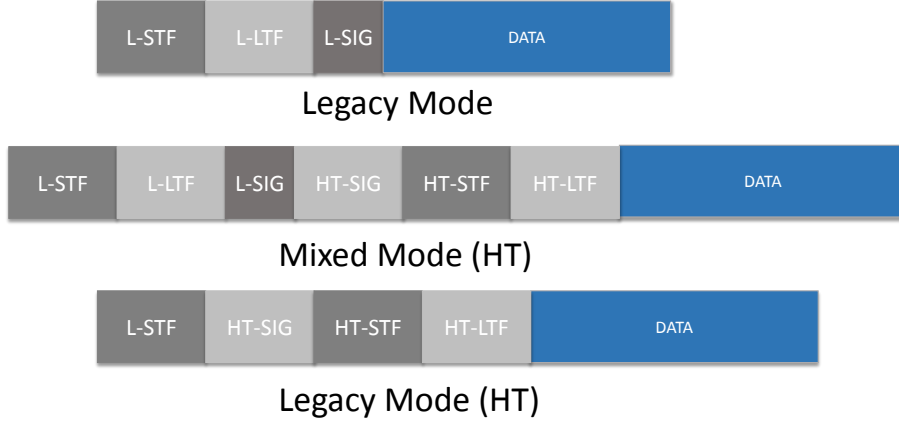 L-STF L-LTF L-SIG DATA
Legacy Mode
L-STF L-LTF L-SIG HT-SIG HT-STF HT-LTF DATA
Mixed Mode (HT)
L-STF HT-SIG HT-STF HT-LTF DATA
Legacy Mode (HT)